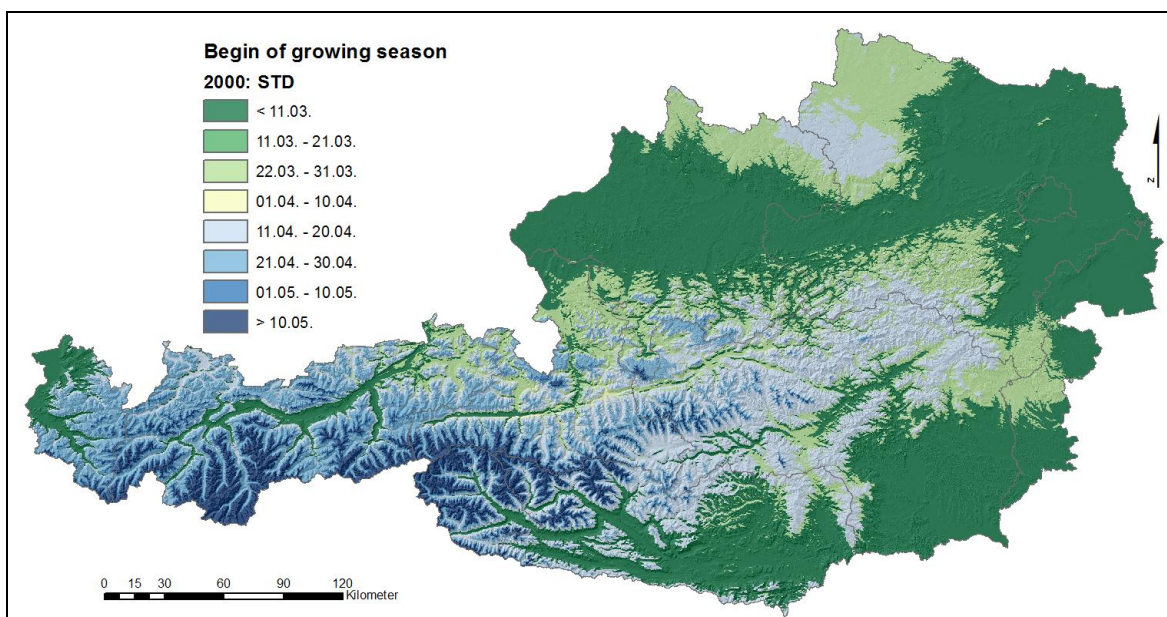 Begin of growing season
2000: STD
< 11.03.
11.03. - 21.03.
22.03. - 31.03.
01.04. - 10.04.
11.04. - 20.04.
21.04. - 30.04.
01.05. - 10.05.
> 10.05.
N
0 15 30 60 90 120
Kilometer